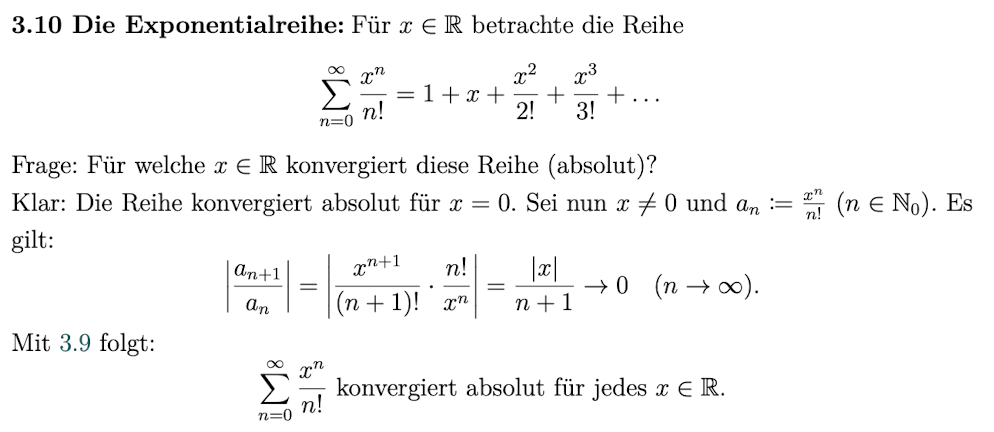 3.10 Die Exponentialreihe: Für x ∈ ℝ betrachte die Reihe
∑_{n=0}^{∞} x^n/n! = 1 + x + x^2/2! + x^3/3! + …
Frage: Für welche x ∈ ℝ konvergiert diese Reihe (absolut)?
Klar: Die Reihe konvergiert absolut für x = 0. Sei nun x ≠ 0 und a_n := x^n/n! (n ∈ ℕ_0). Es
gilt:
|a_{n+1}/a_n| = |x^{n+1}/(n + 1)! · n!/x^n| = |x|/(n + 1) → 0 (n → ∞).
Mit 3.9 folgt:
∑_{n=0}^{∞} x^n/n! konvergiert absolut für jedes x ∈ ℝ.